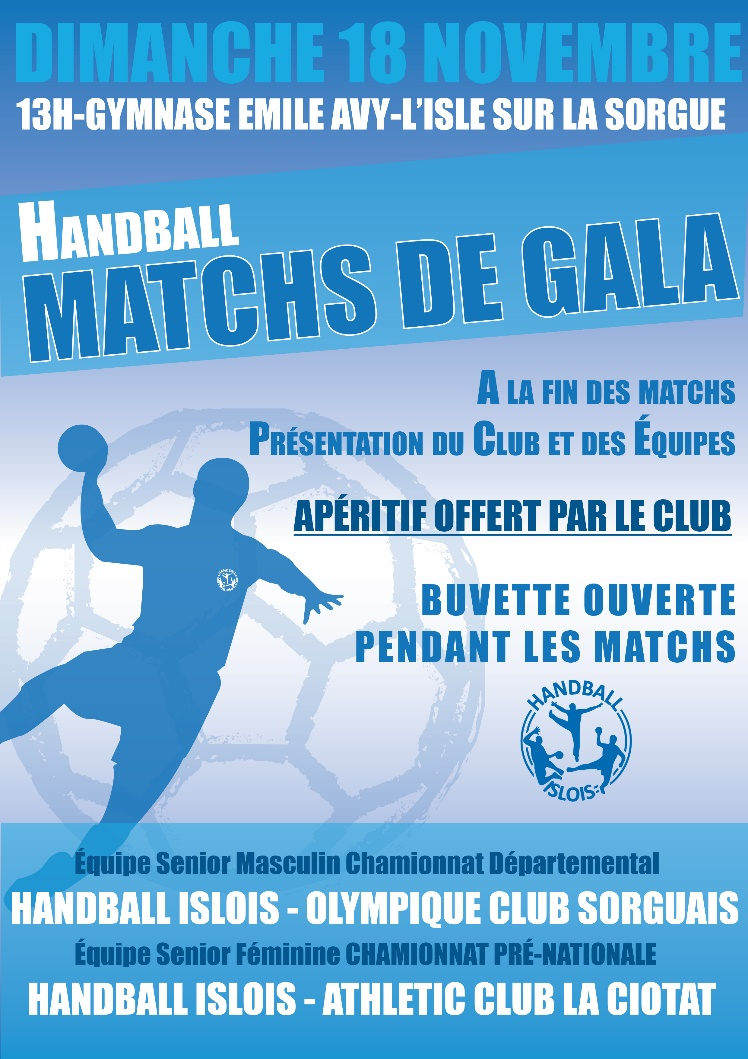 DIMANCHE 18 NOVEMBRE
13H-GYMNASE EMILE AVY-L'ISLE SUR LA SORGUE
HANDBALL
MATCHS DE GALA
A LA FIN DES MATCHS
PRÉSENTATION DU CLUB ET DES ÉQUIPES
APÉRITIF OFFERT PAR LE CLUB
BUVETTE OUVERTE
PENDANT LES MATCHS
HANDBALL
ISLOIS
Équipe Senior Masculin Chamionnat Départemental
HANDBALL ISLOIS - OLYMPIQUE CLUB SORGUAIS
Équipe Senior Féminine CHAMIONNAT PRÉ-NATIONALE
HANDBALL ISLOIS - ATHLETIC CLUB LA CIOTAT